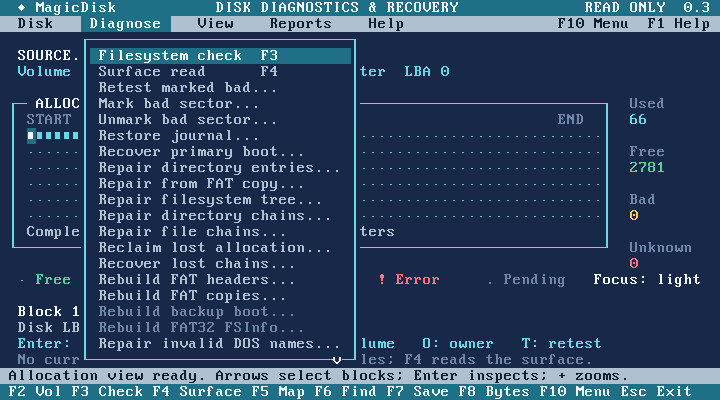 ◆ MagicDisk DISK DIAGNOSTICS & RECOVERY READ ONLY 0.3
Disk Diagnose View Reports Help F10 Menu F1 Help
SOURCE. Filesystem check F3
Volume Surface read F4 ter LBA 0
Retest marked bad...
ALLOC Mark bad sector... Used
START Unmark bad sector... END 66
Restore journal...
Recover primary boot... Free
Repair directory entries... 2781
Repair from FAT copy...
Repair filesystem tree... Bad
Repair directory chains... 0
Comple Repair file chains... ters
Reclaim lost allocation... Unknown
Recover lost chains... 0
· Free Rebuild FAT headers... ! Error . Pending Focus: light
Rebuild FAT copies...
Block 1 Rebuild backup boot...
Disk LB Rebuild FAT32 FSInfo...
Enter: Repair invalid DOS names... lume O: owner T: retest
No curr v les; F4 reads the surface.
Allocation view ready. Arrows select blocks; Enter inspects; + zooms.
F2 Vol F3 Check F4 Surface F5 Map F6 Find F7 Save F8 Bytes F10 Menu Esc Exit